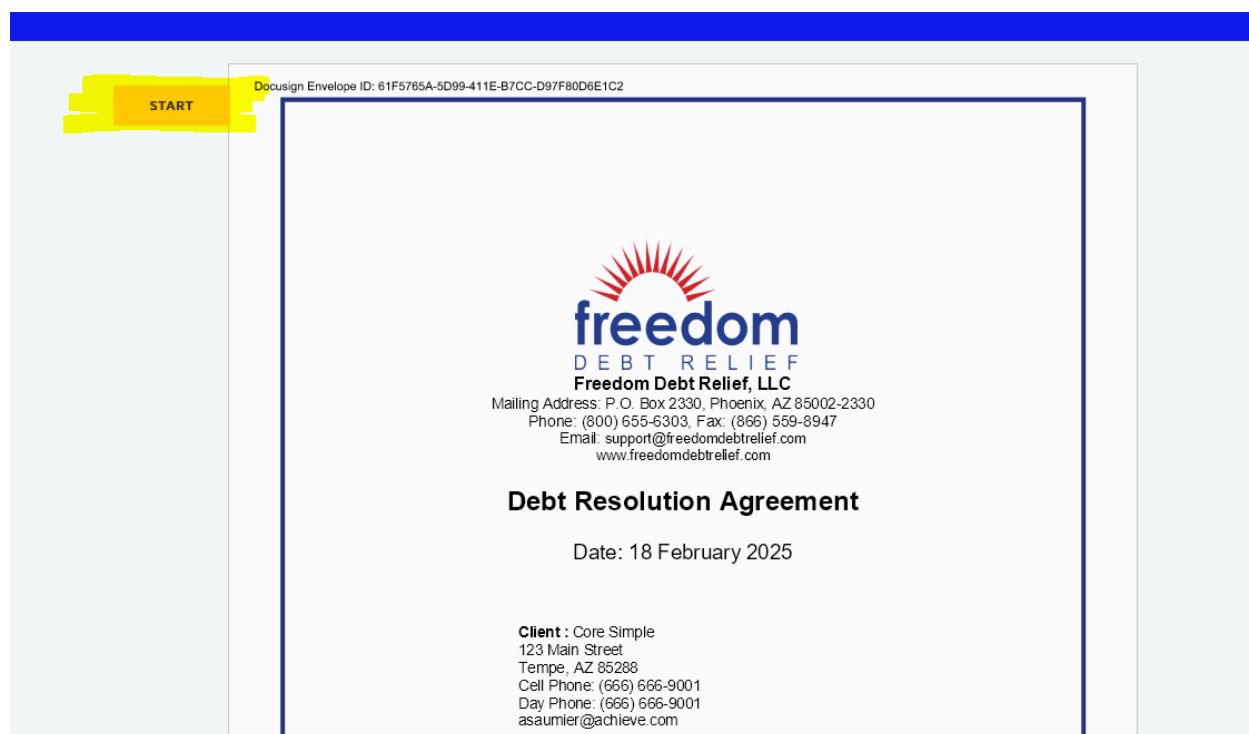 START
Docusign Envelope ID: 61F5765A-5D99-411E-B7CC-D97F80D6E1C2
freedom
DEBT RELIEF
Freedom Debt Relief, LLC
Mailing Address: P.O. Box 2330, Phoenix, AZ 85002-2330
Phone: (800) 655-6303, Fax: (866) 559-8947
Email: support@freedomdebtrelief.com
www.freedomdebtrelief.com
Debt Resolution Agreement
Date: 18 February 2025
Client : Core Simple
123 Main Street
Tempe, AZ 85288
Cell Phone: (666) 666-9001
Day Phone: (666) 666-9001
asaumier@achieve.com